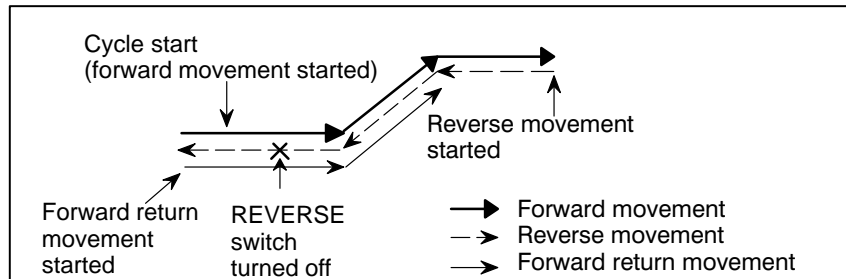 Cycle start
(forward movement started)
Reverse movement
started
Forward return
movement
started
REVERSE
switch
turned off
Forward movement
Reverse movement
Forward return movement